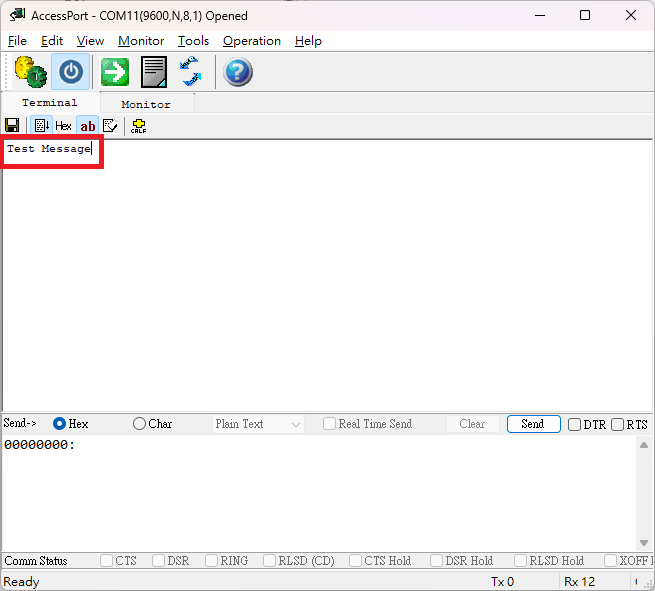 AccessPort - COM11(9600,N,8,1) Opened
File Edit View Monitor Tools Operation Help
Terminal Monitor
Hex ab CRLF
Test Message
Send-> Hex Char Plain Text Real Time Send Clear Send DTR RTS
00000000:
Comm Status CTS DSR RING RLSD (CD) CTS Hold DSR Hold RLSD Hold XOFF
Ready Tx 0 Rx 12